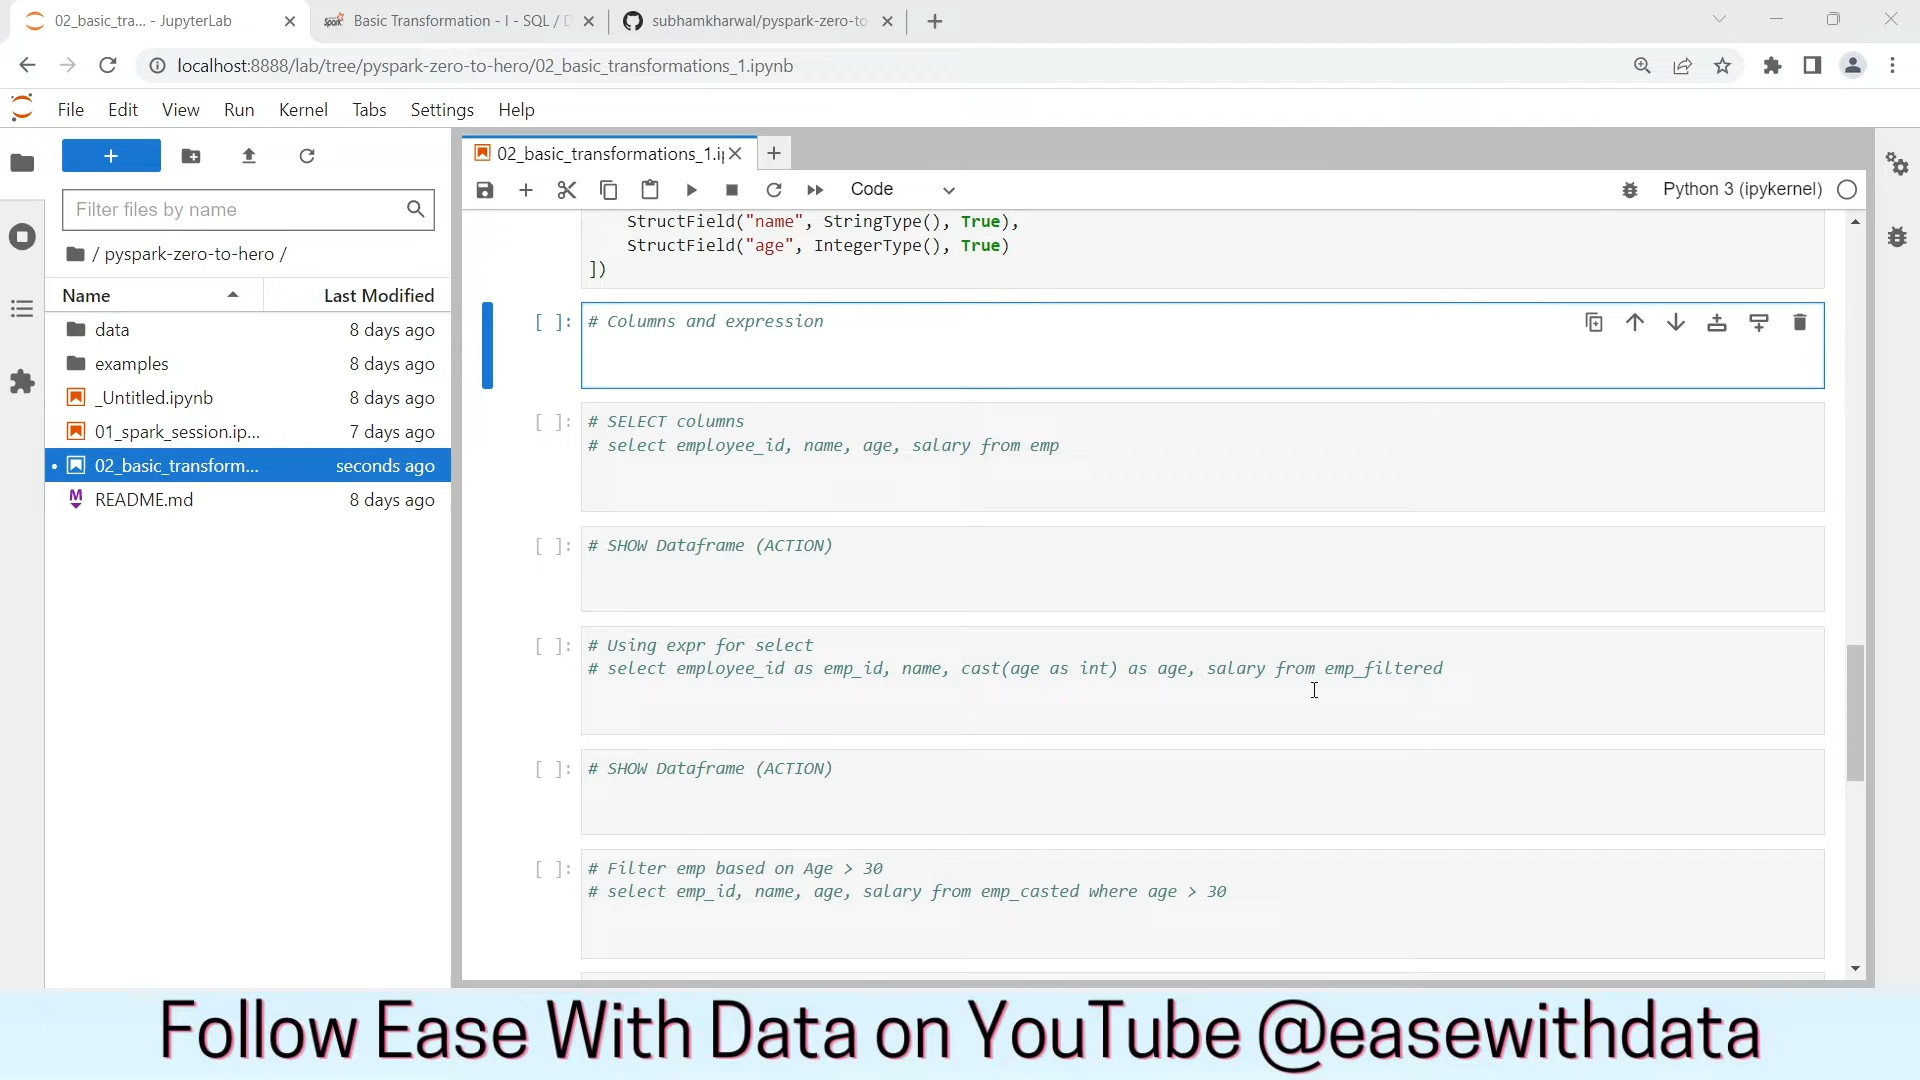 02_basic_tra... - JupyterLab
Basic Transformation - I - SQL / D
subhamkharwal/pyspark-zero-to-
localhost:8888/lab/tree/pyspark-zero-to-hero/02_basic_transformations_1.ipynb
File Edit View Run Kernel Tabs Settings Help
02_basic_transformations_1.i
Filter files by name
Code
Python 3 (ipykernel)
/ pyspark-zero-to-hero /
Name Last Modified
data 8 days ago
examples 8 days ago
_Untitled.ipynb 8 days ago
01_spark_session.ip... 7 days ago
02_basic_transform... seconds ago
README.md 8 days ago
StructField("name", StringType(), True),
StructField("age", IntegerType(), True)
])
[ ]: # Columns and expression
[ ]: # SELECT columns
# select employee_id, name, age, salary from emp
[ ]: # SHOW Dataframe (ACTION)
[ ]: # Using expr for select
# select employee_id as emp_id, name, cast(age as int) as age, salary from emp_filtered
[ ]: # SHOW Dataframe (ACTION)
[ ]: # Filter emp based on Age > 30
# select emp_id, name, age, salary from emp_casted where age > 30
Follow Ease With Data on YouTube @easewithdata